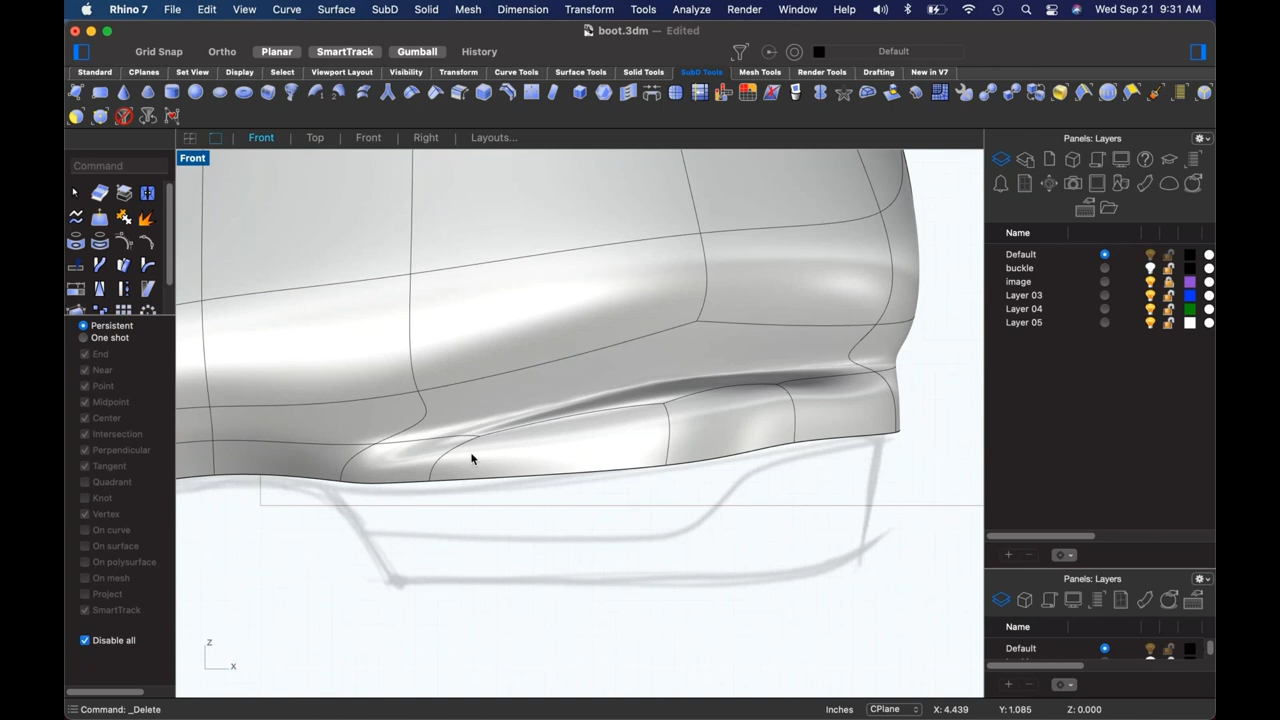 Rhino 7 File Edit View Curve Surface SubD Solid Mesh Dimension Transform Tools Analyze Render Window Help Wed Sep 21 9:31 AM
boot.3dm — Edited
Grid Snap Ortho Planar SmartTrack Gumball History Default
Standard CPlanes Set View Display Select Viewport Layout Visibility Transform Curve Tools Surface Tools Solid Tools SubD Tools Mesh Tools Render Tools Drafting New in V7
Front Top Front Right Layouts... Panels: Layers
Front
Command
Name
Default
buckle
image
Layer 03
Layer 04
Layer 05
Persistent
One shot
End
Near
Point
Midpoint
Center
Intersection
Perpendicular
Tangent
Quadrant
Knot
Vertex
On curve
On surface
On polysurface
On mesh
Project
SmartTrack
Disable all
Panels: Layers
Name
Default
Z
X
Command: _Delete Inches CPlane X: 4.439 Y: 1.085 Z: 0.000